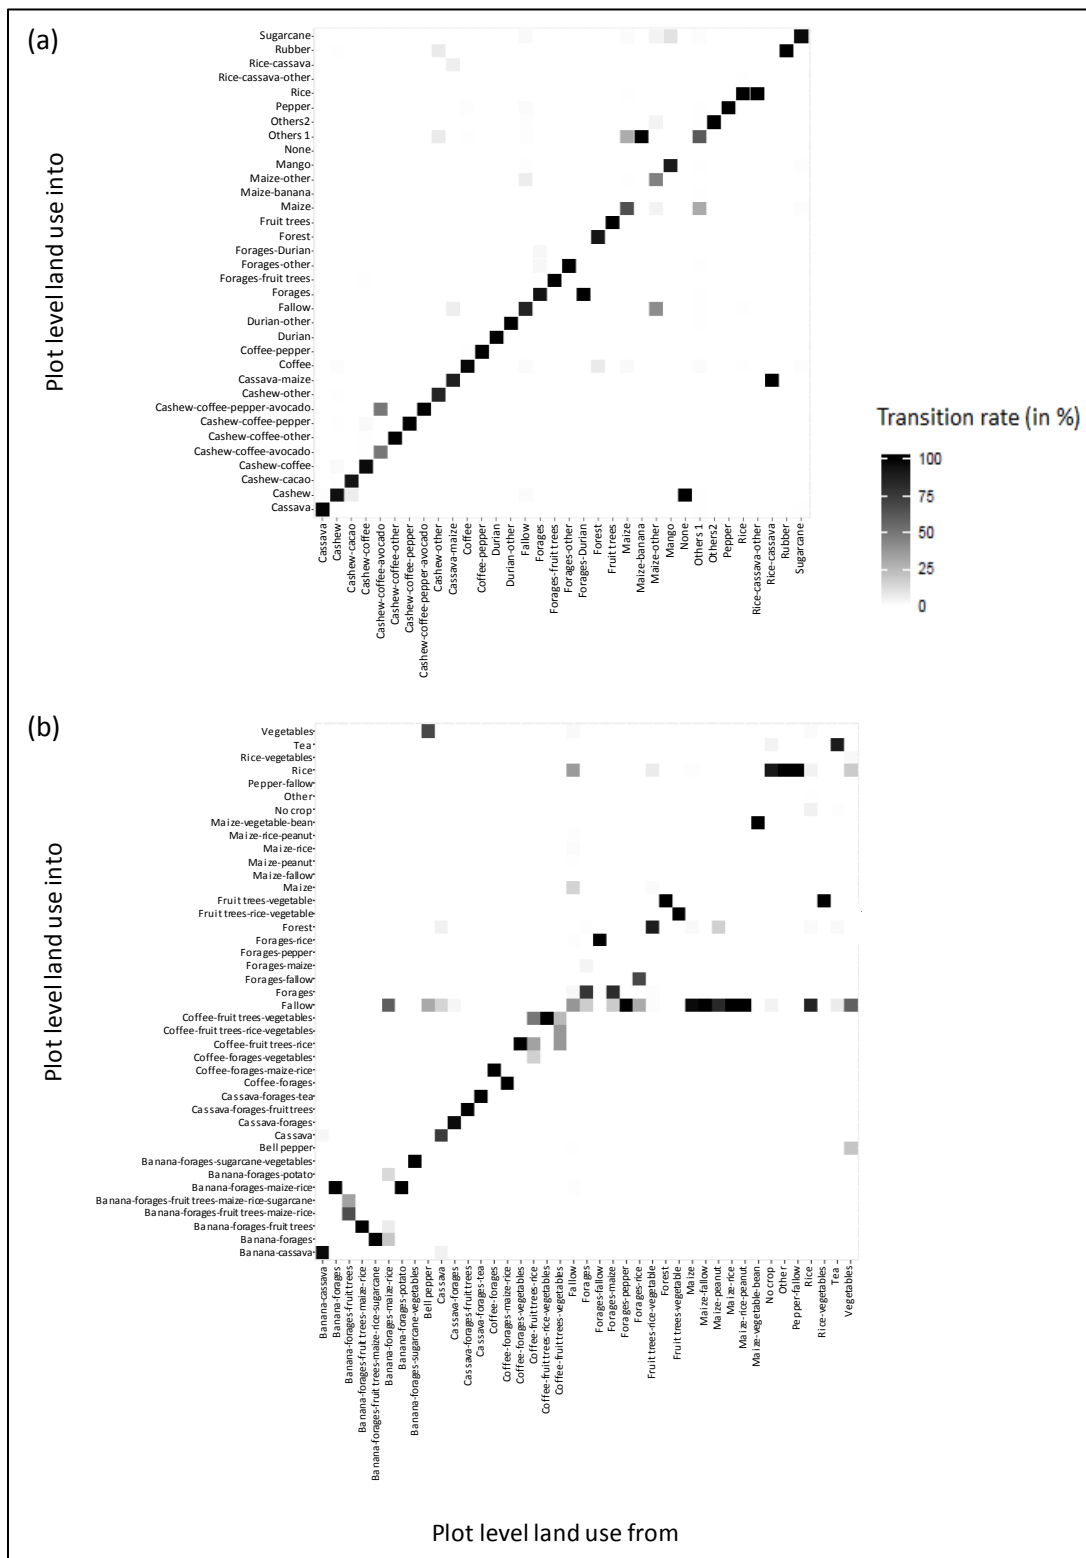 (a)
Plot level land use into
Sugarcane
Rubber
Rice-cassava
Rice-cassava-other
Rice
Pepper
Others2
Others 1
None
Mango
Maize-other
Maize-banana
Maize
Fruit trees
Forest
Forages-Durian
Forages-other
Forages-fruit trees
Forages
Fallow
Durian-other
Durian
Coffee-pepper
Coffee
Cassava-maize
Cashew-other
Cashew-coffee-pepper-avocado
Cashew-coffee-pepper
Cashew-coffee-other
Cashew-coffee-avocado
Cashew-coffee
Cashew-cacao
Cashew
Cassava
Cassava
Cashew
Cashew-cacao
Cashew-coffee
Cashew-coffee-avocado
Cashew-coffee-other
Cashew-coffee-pepper
Cashew-coffee-pepper-avocado
Cashew-other
Cassava-maize
Coffee
Coffee-pepper
Durian
Durian-other
Fallow
Forages
Forages-fruit trees
Forages-other
Forages-Durian
Forest
Fruit trees
Maize
Maize-banana
Maize-other
Mango
None
Others 1
Others2
Pepper
Rice
Rice-cassava-other
Rice-cassava
Rubber
Sugarcane
Transition rate (in %)
100
75
50
25
0
(b)
Plot level land use into
Vegetables
Tea
Rice-vegetables
Rice
Pepper-fallow
Other
No crop
Maize-vegetable-bean
Maize-rice-peanut
Maize-rice
Maize-peanut
Maize-fallow
Maize
Fruit trees-vegetable
Fruit trees-rice-vegetable
Forest
Forages-rice
Forages-pepper
Forages-maize
Forages-fallow
Forages
Fallow
Coffee-fruit trees-vegetables
Coffee-fruit trees-rice-vegetables
Coffee-fruit trees-rice
Coffee-forages-vegetables
Coffee-forages-maize-rice
Coffee-forages
Cassava-forages-tea
Cassava-forages-fruit trees
Cassava-forages
Cassava
Bell pepper
Banana-forages-sugarcane-vegetables
Banana-forages-potato
Banana-forages-maize-rice
Banana-forages-fruit trees-maize-rice-sugarcane
Banana-forages-fruit trees-maize-rice
Banana-forages-fruit trees
Banana-forages
Banana-cassava
Banana-cassava
Banana-forages
Banana-forages-fruit trees
Banana-forages-fruit trees-maize-rice
Banana-forages-fruit trees-maize-rice-sugarcane
Banana-forages-maize-rice
Banana-forages-potato
Banana-forages-sugarcane-vegetables
Bell pepper
Cassava
Cassava-forages
Cassava-forages-fruit trees
Cassava-forages-tea
Coffee-forages
Coffee-forages-maize-rice
Coffee-forages-vegetables
Coffee-fruit trees-rice
Coffee-fruit trees-rice-vegetables
Coffee-fruit trees-vegetables
Fallow
Forages
Forages-fallow
Forages-maize
Forages-pepper
Forages-rice
Fruit trees-rice-vegetable
Forest
Fruit trees-vegetable
Maize
Maize-fallow
Maize-peanut
Maize-rice
Maize-rice-peanut
Maize-vegetable-bean
No crop
Other
Pepper-fallow
Rice
Rice-vegetables
Tea
Vegetables
Plot level land use from